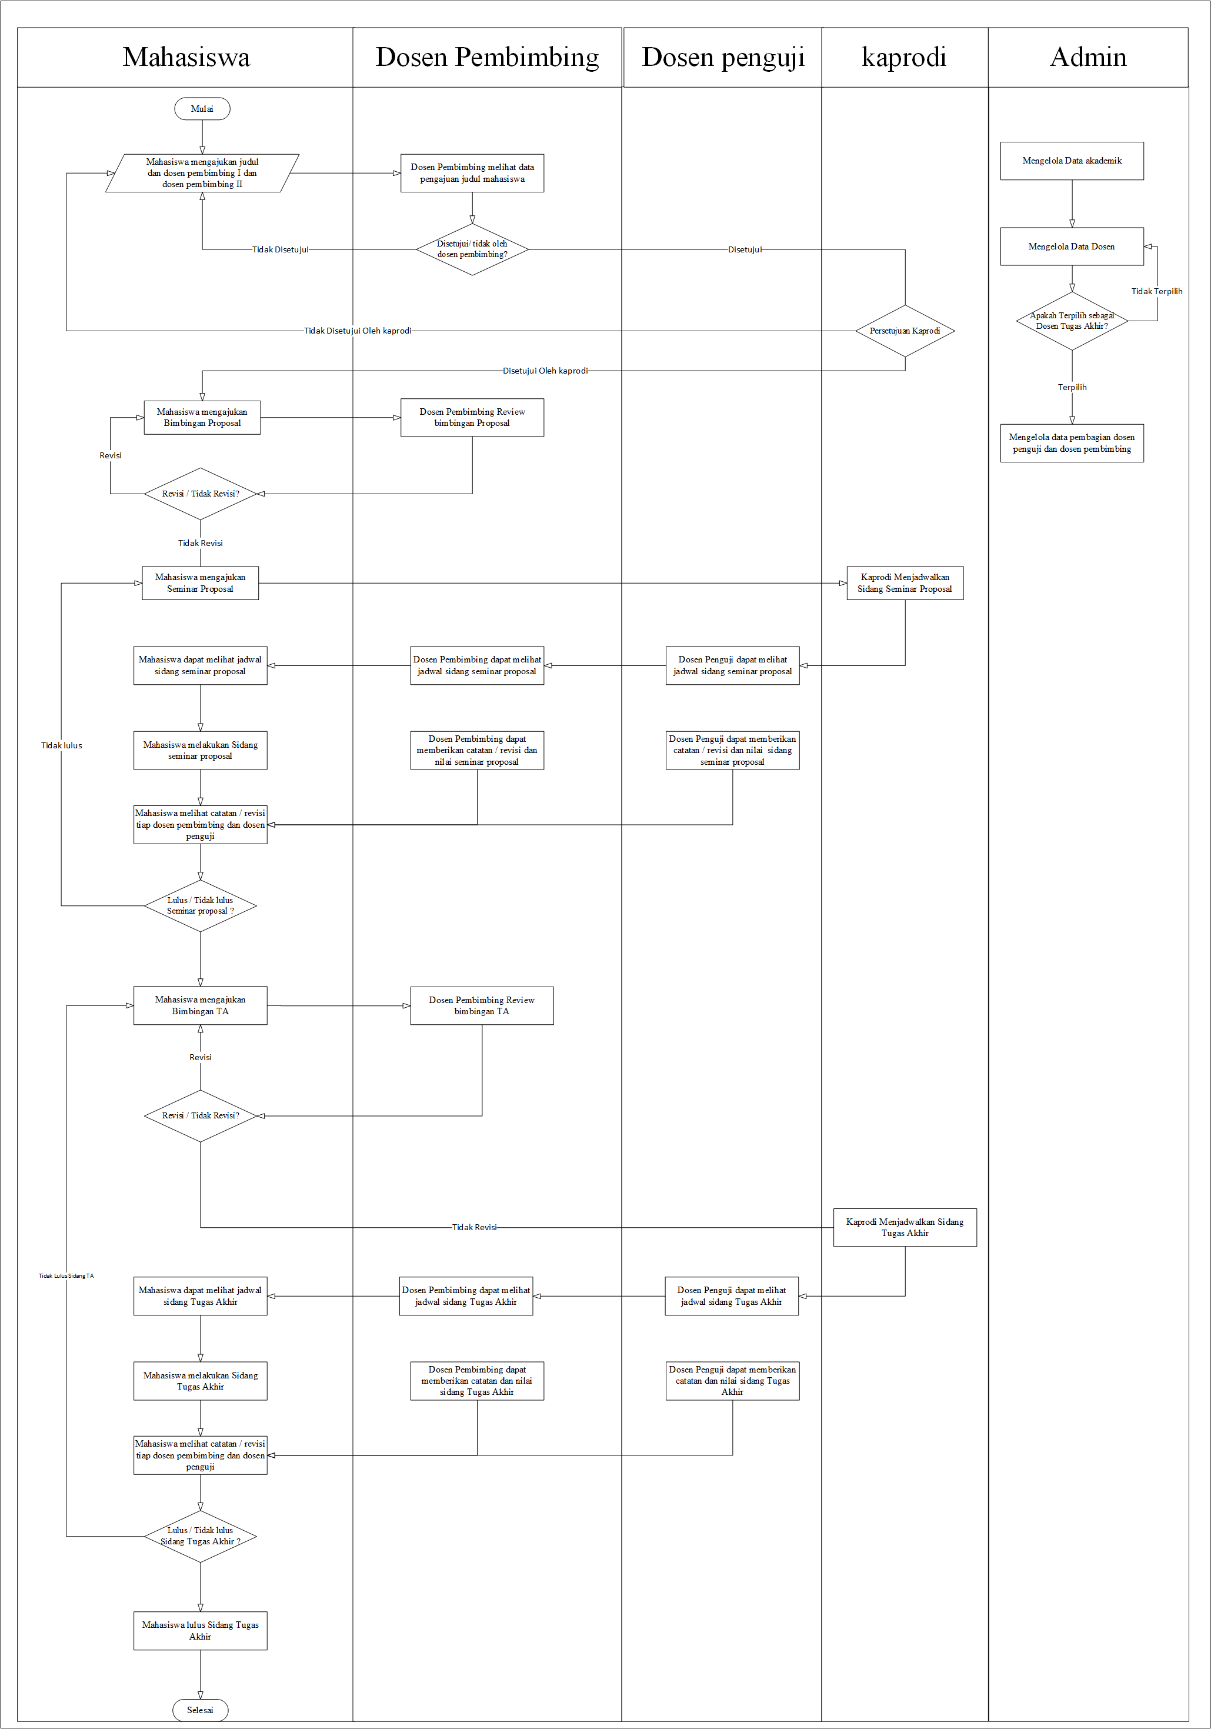 Mahasiswa
Dosen Pembimbing
Dosen penguji
kaprodi
Admin
Mulai
Mahasiswa mengajukan judul
dan dosen pembimbing I dan
dosen pembimbing II
Dosen Pembimbing melihat data
pengajuan judul mahasiswa
Mengelola Data akademik
Tidak Disetujui
Disetujui/ tidak oleh
dosen pembimbing?
Disetujui
Mengelola Data Dosen
Tidak Terpilih
Tidak Disetujui Oleh kaprodi
Persetujuan Kaprodi
Apakah Terpilih sebagai
Dosen Tugas Akhir?
Disetujui Oleh kaprodi
Terpilih
Mahasiswa mengajukan
Bimbingan Proposal
Dosen Pembimbing Review
bimbingan Proposal
Mengelola data pembagian dosen
penguji dan dosen pembimbing
Revisi
Revisi / Tidak Revisi?
Tidak Revisi
Mahasiswa mengajukan
Seminar Proposal
Kaprodi Menjadwalkan
Sidang Seminar Proposal
Mahasiswa dapat melihat jadwal
sidang seminar proposal
Dosen Pembimbing dapat melihat
jadwal sidang seminar proposal
Dosen Penguji dapat melihat
jadwal sidang seminar proposal
Tidak lulus
Mahasiswa melakukan Sidang
seminar proposal
Dosen Pembimbing dapat
memberikan catatan / revisi dan
nilai seminar proposal
Dosen Penguji dapat memberikan
catatan / revisi dan nilai sidang
seminar proposal
Mahasiswa melihat catatan / revisi
tiap dosen pembimbing dan dosen
penguji
Lulus / Tidak lulus
Seminar proposal ?
Mahasiswa mengajukan
Bimbingan TA
Dosen Pembimbing Review
bimbingan TA
Revisi
Revisi / Tidak Revisi?
Tidak Revisi
Kaprodi Menjadwalkan Sidang
Tugas Akhir
Tidak Lulus Sidang TA
Mahasiswa dapat melihat jadwal
sidang Tugas Akhir
Dosen Pembimbing dapat melihat
jadwal sidang Tugas Akhir
Dosen Penguji dapat melihat
jadwal sidang Tugas Akhir
Mahasiswa melakukan Sidang
Tugas Akhir
Dosen Pembimbing dapat
memberikan catatan dan nilai
sidang Tugas Akhir
Dosen Penguji dapat memberikan
catatan dan nilai sidang Tugas
Akhir
Mahasiswa melihat catatan / revisi
tiap dosen pembimbing dan dosen
penguji
Lulus / Tidak lulus
Sidang Tugas Akhir ?
Mahasiswa lulus Sidang Tugas
Akhir
Selesai